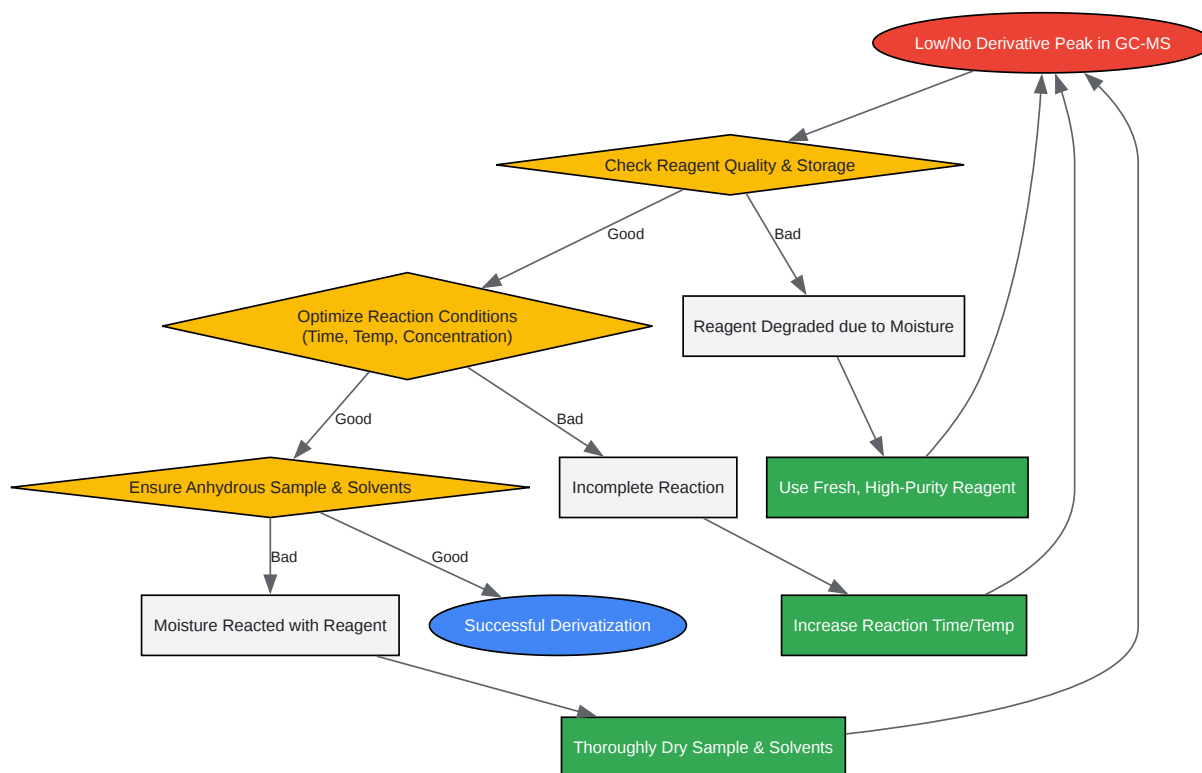 Low/No Derivative Peak in GC-MS
Check Reagent Quality & Storage
Good
Bad
Optimize Reaction Conditions
(Time, Temp, Concentration)
Reagent Degraded due to Moisture
Good
Bad
Ensure Anhydrous Sample & Solvents
Incomplete Reaction
Use Fresh, High-Purity Reagent
Bad
Good
Moisture Reacted with Reagent
Successful Derivatization
Increase Reaction Time/Temp
Thoroughly Dry Sample & Solvents